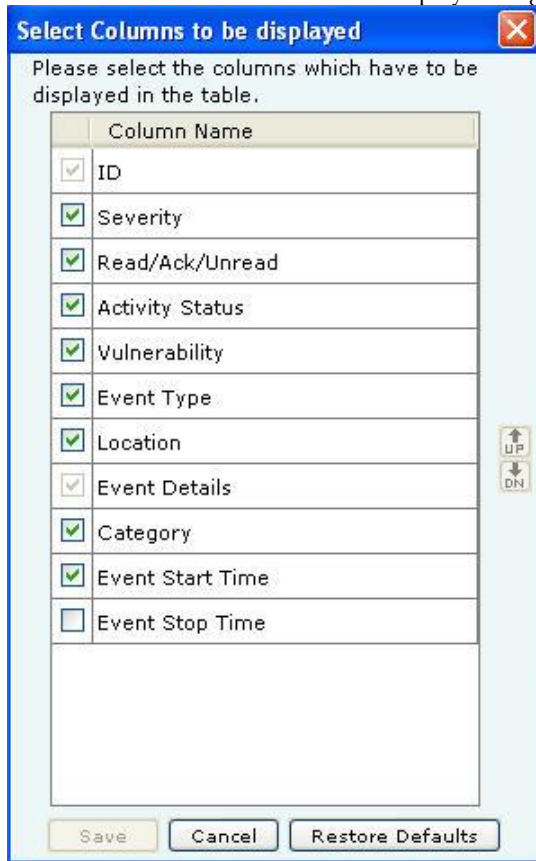 Select Columns to be displayed
Please select the columns which have to be
displayed in the table.
Column Name
ID
Severity
Read/Ack/Unread
Activity Status
Vulnerability
Event Type
Location
UP
Event Details
DN
Category
Event Start Time
Event Stop Time
Save Cancel Restore Defaults